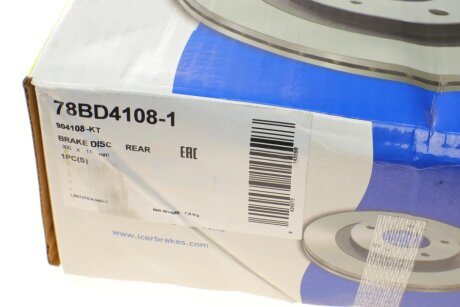 78BD4108-1
904108-KT
BRAKE DISC REAR
300 x 11 mm
1PC(S)
EAC
Net Weight 7.8 Kg
www.icerbrakes.com